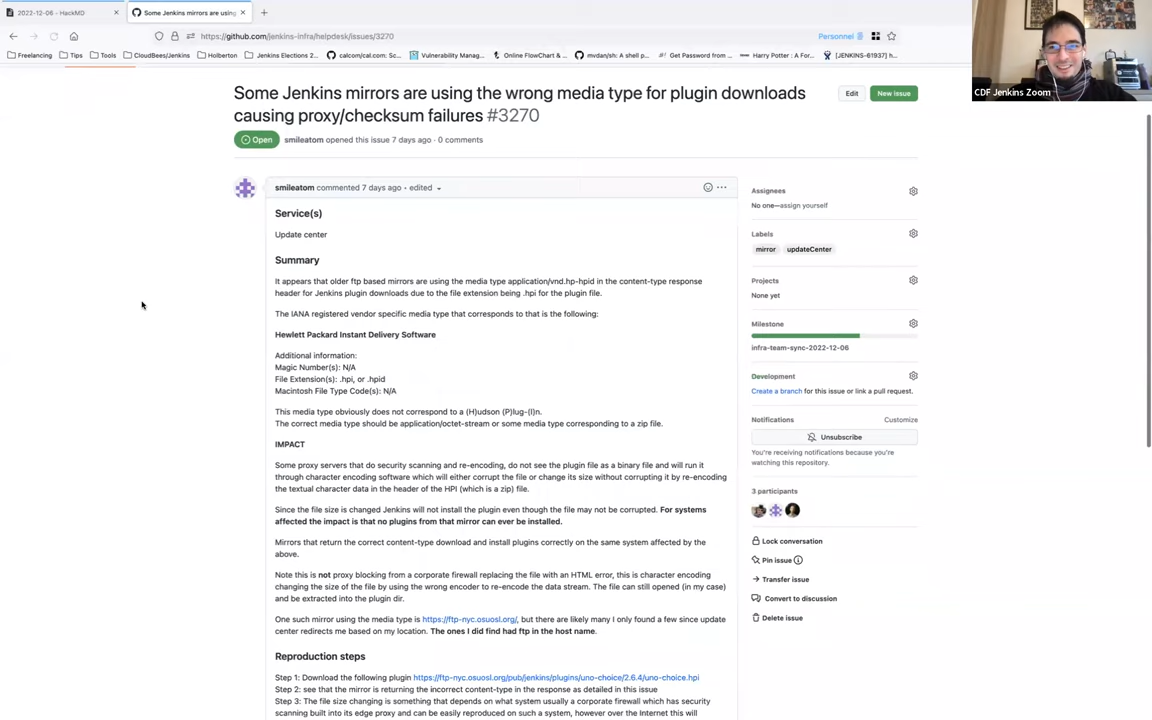 2022-12-06 - HackMD
Some Jenkins mirrors are using
https://github.com/jenkins-infra/helpdesk/issues/3270
Personnel
Freelancing
Tips
Tools
CloudBees/Jenkins
Holberton
Jenkins Elections 2...
calcom/cal.com: Sc...
Vulnerability Manag...
Online FlowChart & ...
mvdan/sh: A shell p...
Get Password from ...
Harry Potter : A For...
[JENKINS-61937] h...
CDF Jenkins Zoom
Some Jenkins mirrors are using the wrong media type for plugin downloads
causing proxy/checksum failures #3270
Edit
New issue
Open
smileatom opened this issue 7 days ago · 0 comments
smileatom commented 7 days ago • edited
Service(s)
Update center
Summary
It appears that older ftp based mirrors are using the media type application/vnd.hp-hpid in the content-type response
header for Jenkins plugin downloads due to the file extension being .hpi for the plugin file.
The IANA registered vendor specific media type that corresponds to that is the following:
Hewlett Packard Instant Delivery Software
Additional information:
Magic Number(s): N/A
File Extension(s): .hpi, or .hpid
Macintosh File Type Code(s): N/A
This media type obviously does not correspond to a (H)udson (P)lug-(I)n.
The correct media type should be application/octet-stream or some media type corresponding to a zip file.
IMPACT
Some proxy servers that do security scanning and re-encoding, do not see the plugin file as a binary file and will run it
through character encoding software which will either corrupt the file or change its size without corrupting it by re-encoding
the textual character data in the header of the HPI (which is a zip) file.
Since the file size is changed Jenkins will not install the plugin even though the file may not be corrupted. For systems
affected the impact is that no plugins from that mirror can ever be installed.
Mirrors that return the correct content-type download and install plugins correctly on the same system affected by the
above.
Note this is not proxy blocking from a corporate firewall replacing the file with an HTML error, this is character encoding
changing the size of the file by using the wrong encoder to re-encode the data stream. The file can still opened (in my case)
and be extracted into the plugin dir.
One such mirror using the media type is https://ftp-nyc.osuosl.org/, but there are likely many I only found a few since update
center redirects me based on my location. The ones I did find had ftp in the host name.
Reproduction steps
Step 1: Download the following plugin https://ftp-nyc.osuosl.org/pub/jenkins/plugins/uno-choice/2.6.4/uno-choice.hpi
Step 2: see that the mirror is returning the incorrect content-type in the response as detailed in this issue
Step 3: The file size changing is something that depends on what system usually a corporate firewall which has security
scanning built into its edge proxy and can be easily reproduced on such a system, however over the Internet this will
Assignees
No one—assign yourself
Labels
mirror
updateCenter
Projects
None yet
Milestone
infra-team-sync-2022-12-06
Development
Create a branch for this issue or link a pull request.
Notifications
Customize
Unsubscribe
You're receiving notifications because you're
watching this repository.
3 participants
Lock conversation
Pin issue
Transfer issue
Convert to discussion
Delete issue